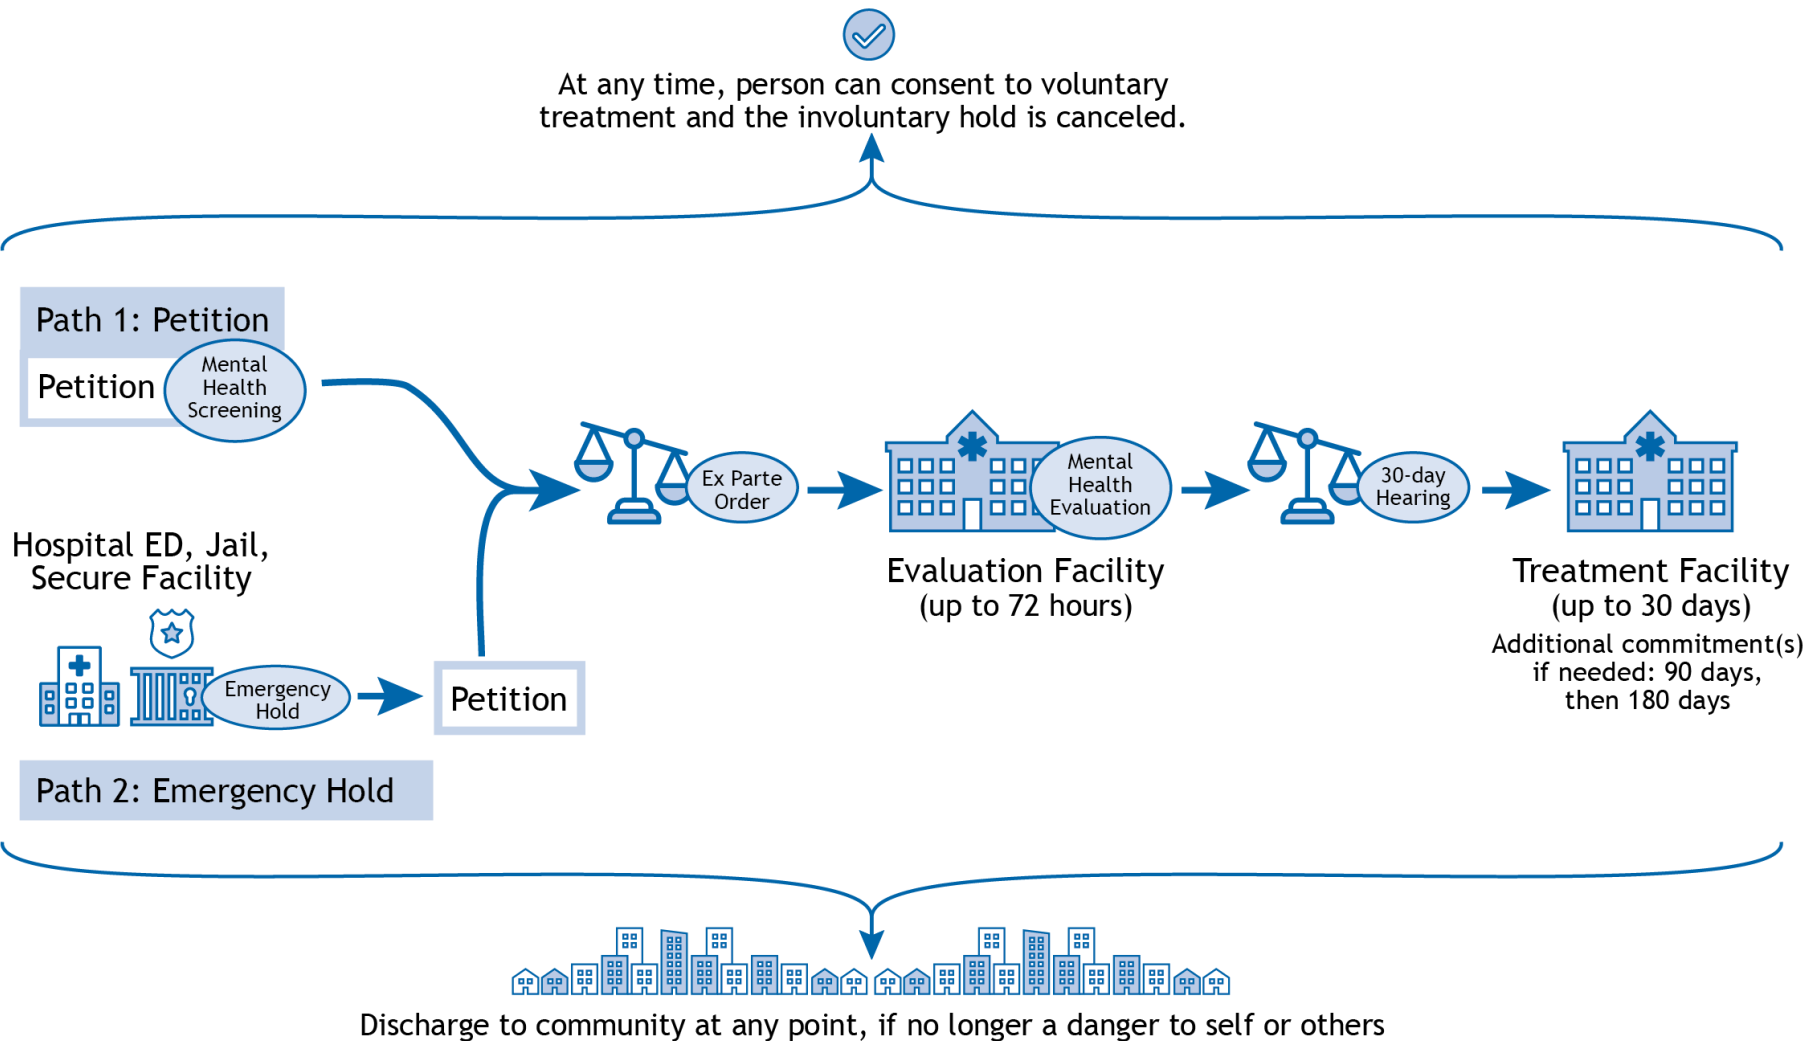 At any time, person can consent to voluntary
treatment and the involuntary hold is canceled.
Path 1: Petition
Petition
Mental
Health
Screening
Hospital ED, Jail,
Secure Facility
Emergency
Hold
Petition
Path 2: Emergency Hold
Ex Parte
Order
Mental
Health
Evaluation
Evaluation Facility
(up to 72 hours)
30-day
Hearing
Treatment Facility
(up to 30 days)
Additional commitment(s)
if needed: 90 days,
then 180 days
Discharge to community at any point, if no longer a danger to self or others